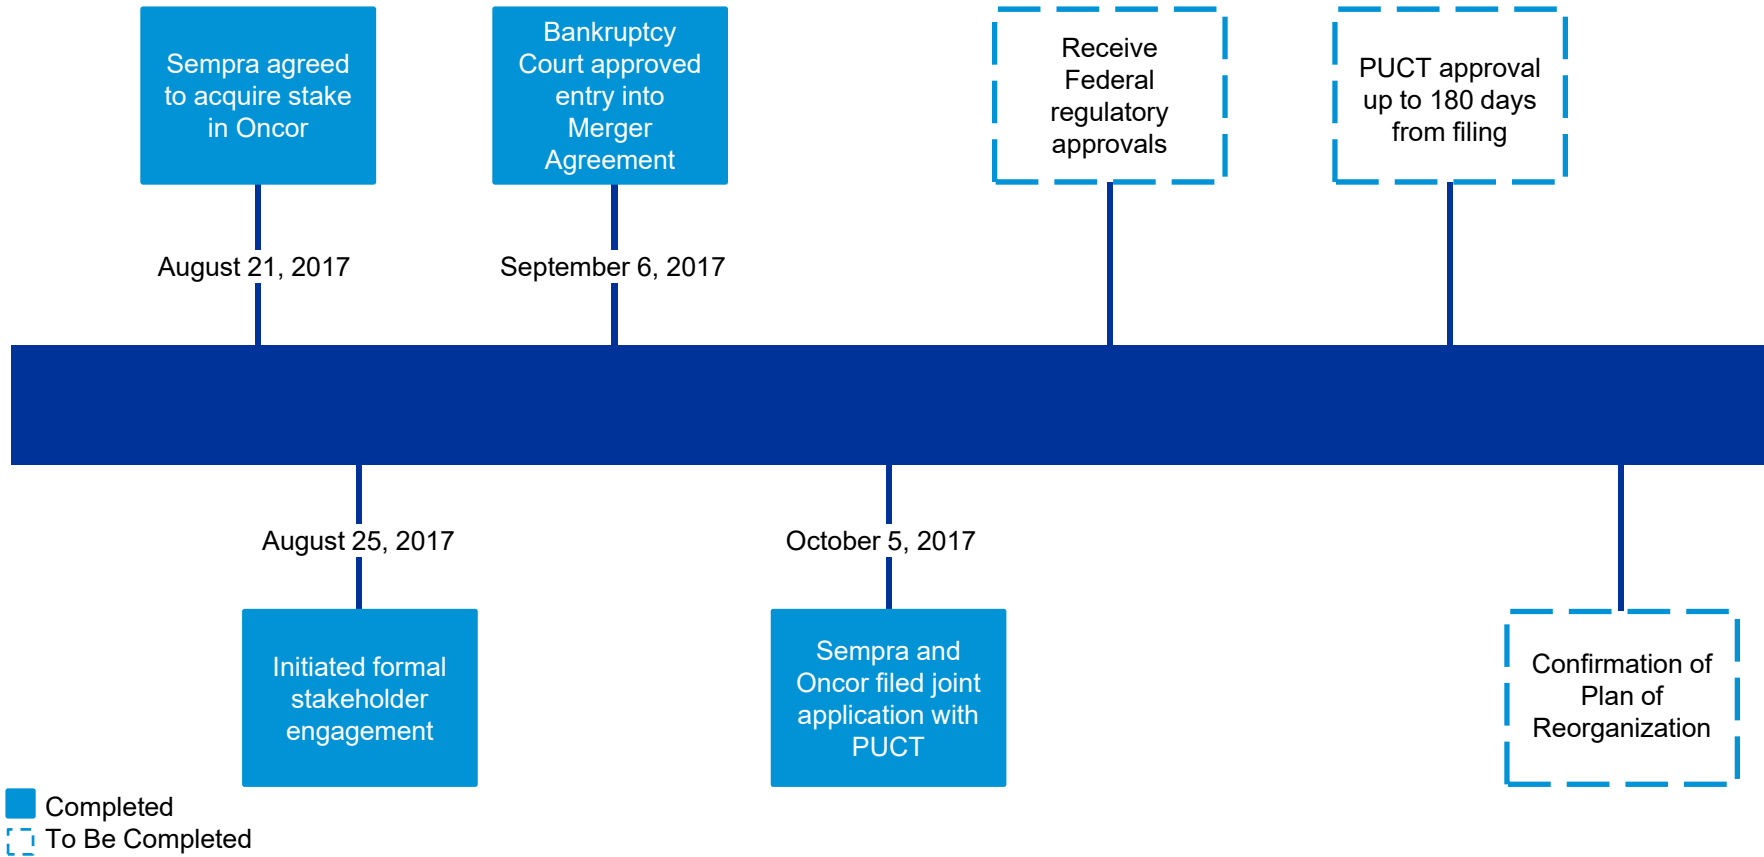 Sempra agreed
to acquire stake
in Oncor
Bankruptcy
Court approved
entry into
Merger
Agreement
Receive
Federal
regulatory
approvals
PUCT approval
up to 180 days
from filing
August 21, 2017
September 6, 2017
August 25, 2017
October 5, 2017
Initiated formal
stakeholder
engagement
Sempra and
Oncor filed joint
application with
PUCT
Confirmation of
Plan of
Reorganization
Completed
To Be Completed